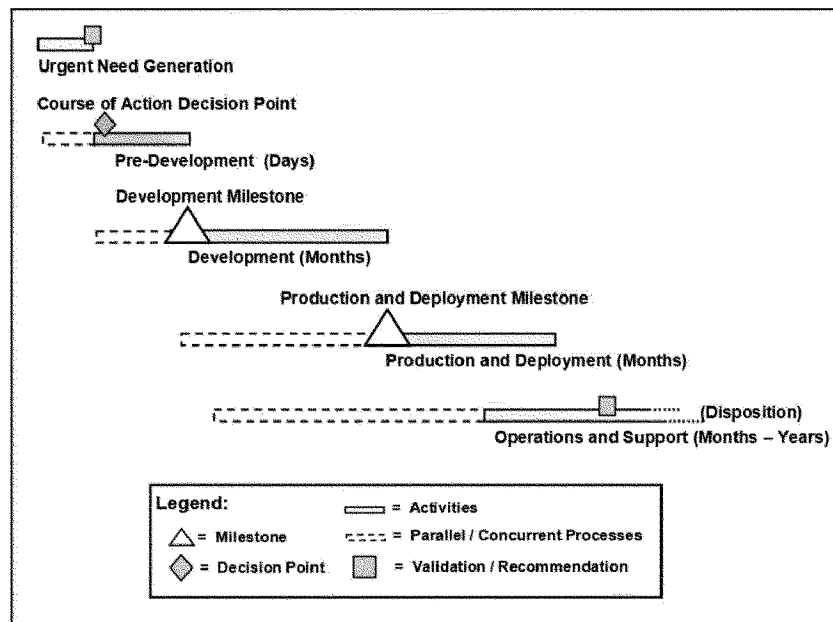 Urgent Need Generation
Course of Action Decision Point
Pre-Development (Days)
Development Milestone
Development (Months)
Production and Deployment Milestone
Production and Deployment (Months)
(Disposition)
Operations and Support (Months – Years)
Legend:
= Activities
= Milestone
= Parallel / Concurrent Processes
= Decision Point
= Validation / Recommendation